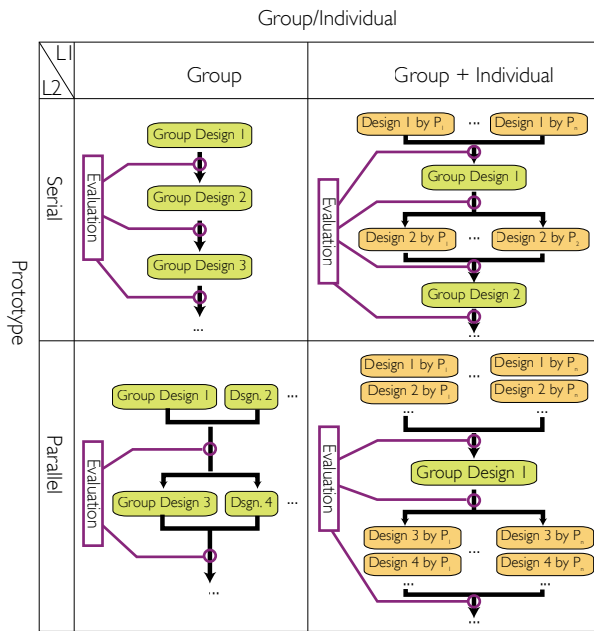 Group/Individual
L1
L2
Group
Group + Individual
Prototype
Serial
Evaluation
Group Design 1
Group Design 2
Group Design 3
...
Evaluation
Design 1 by P1 ... Design 1 by Pn
Group Design 1
Design 2 by P1 ... Design 2 by P2
Group Design 2
...
Parallel
Evaluation
Group Design 1 Dsgn. 2 ...
Group Design 3 Dsgn. 4 ...
...
Evaluation
Design 1 by P1 ... Design 1 by Pn
Design 2 by P1 Design 2 by Pn
... ...
Group Design 1
Design 3 by P1 ... Design 3 by Pn
Design 4 by P1 Design 4 by Pn
... ...
...